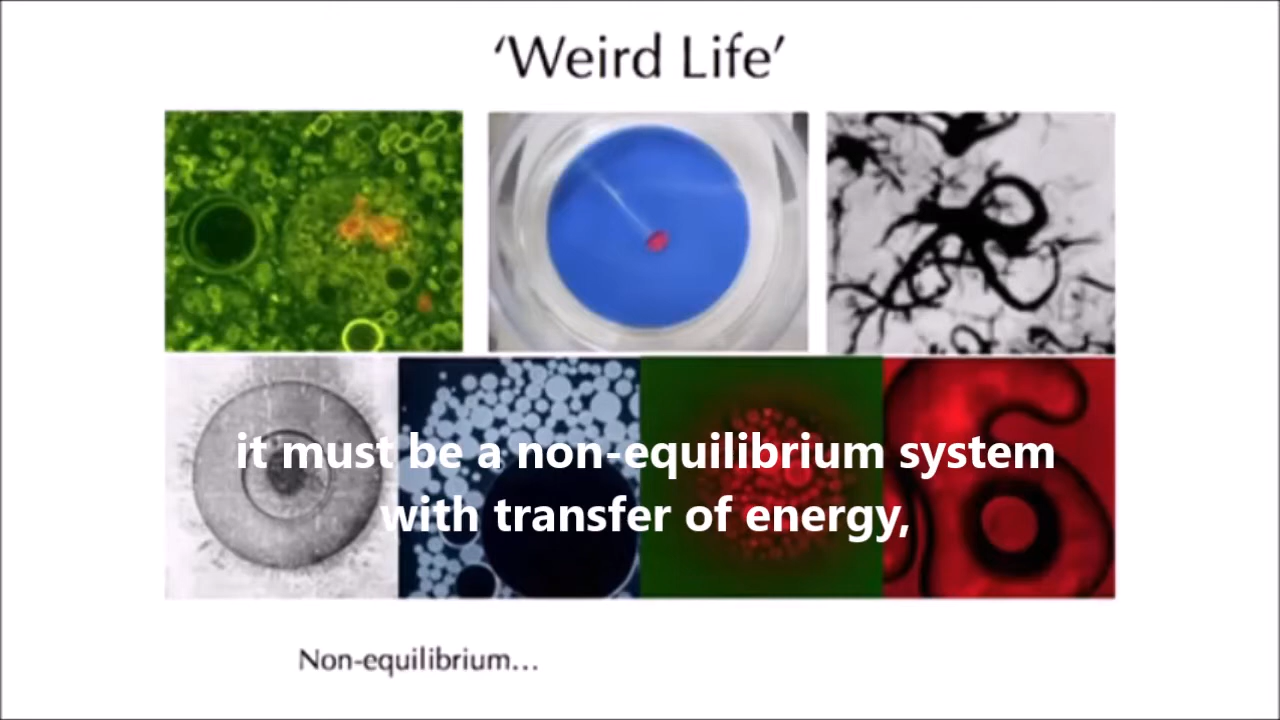 ‘Weird Life’
it must be a non-equilibrium system
with transfer of energy,
Non-equilibrium...